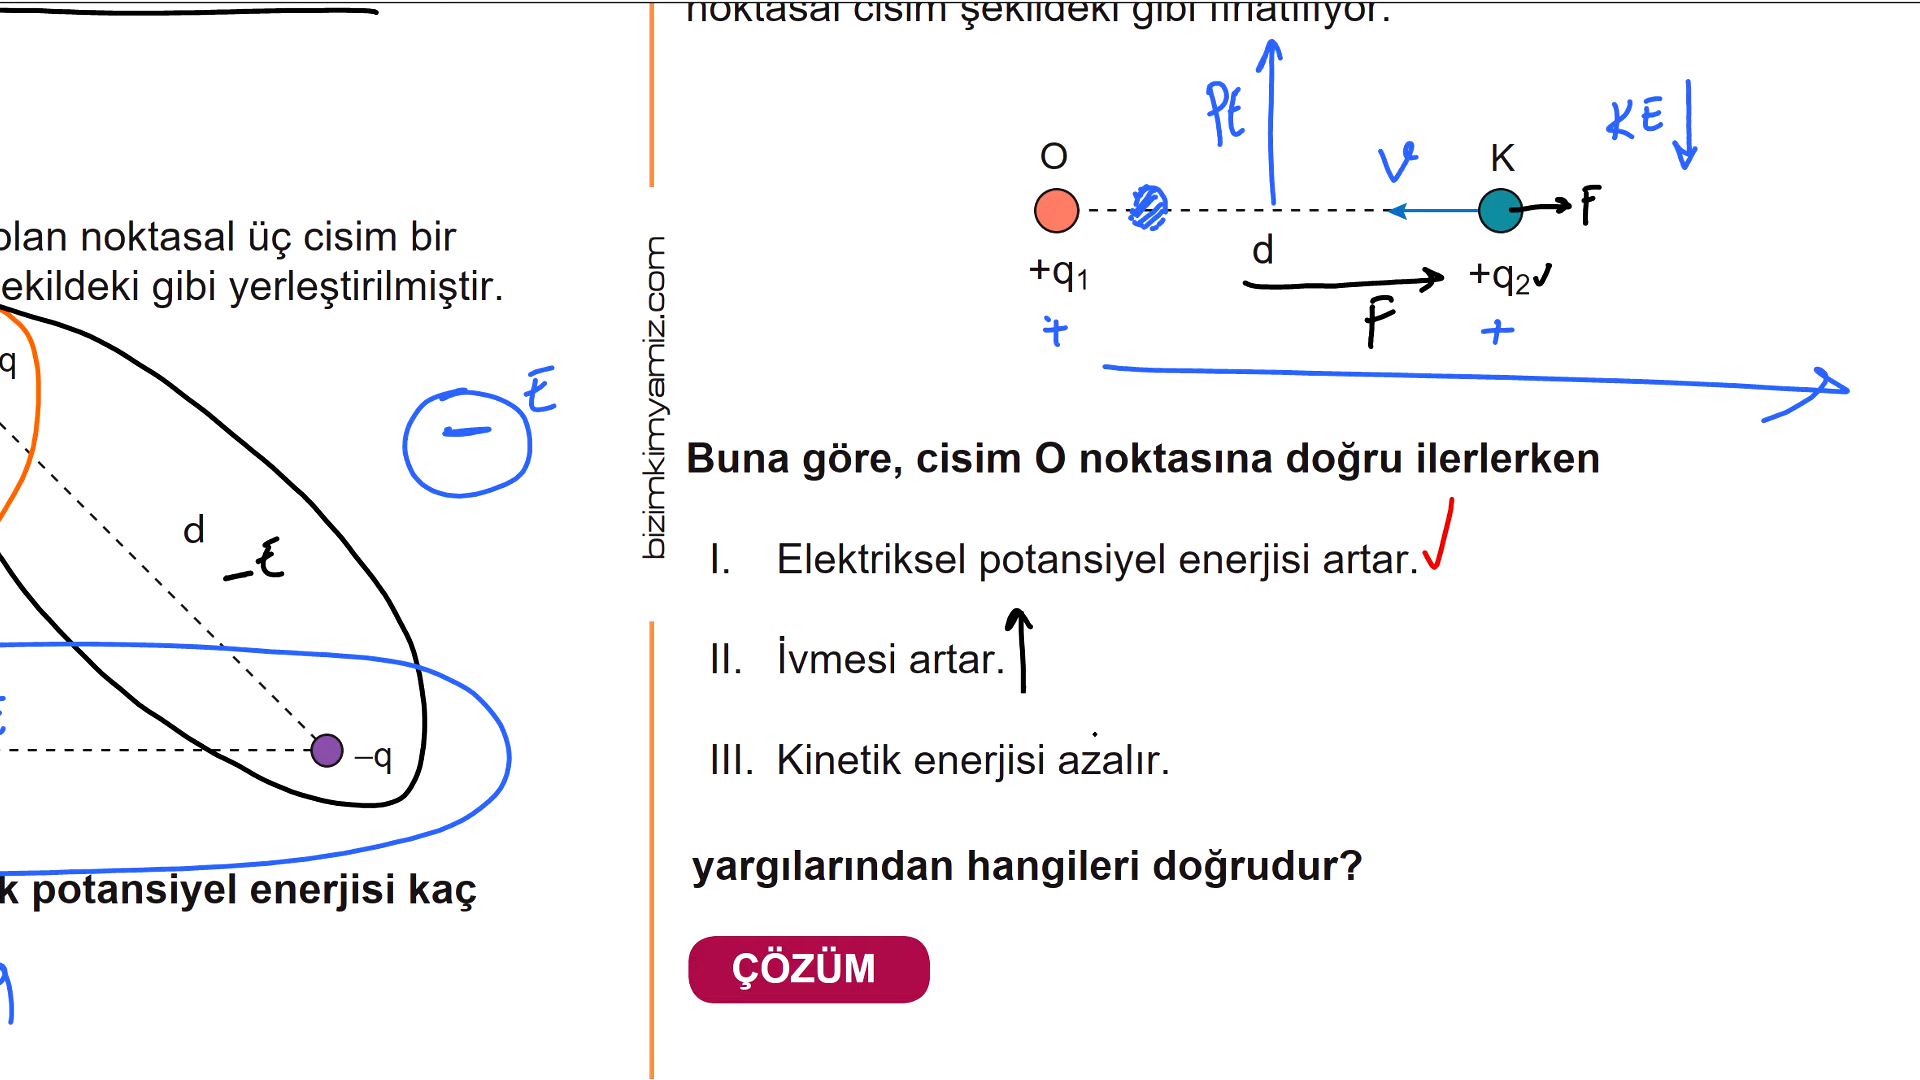 noktasal cisim şekildeki gibi fırlatılıyor.
PE
KE
V
O
K
F
d
+q1
+q2
F
+
+
olan noktasal üç cisim bir
ekildeki gibi yerleştirilmiştir.
q
E
–
d
–E
–q
k potansiyel enerjisi kaç
q
bizimkimyamiz.com
Buna göre, cisim O noktasına doğru ilerlerken
I. Elektriksel potansiyel enerjisi artar.
II. İvmesi artar.
III. Kinetik enerjisi azalır.
yargılarından hangileri doğrudur?
ÇÖZÜM